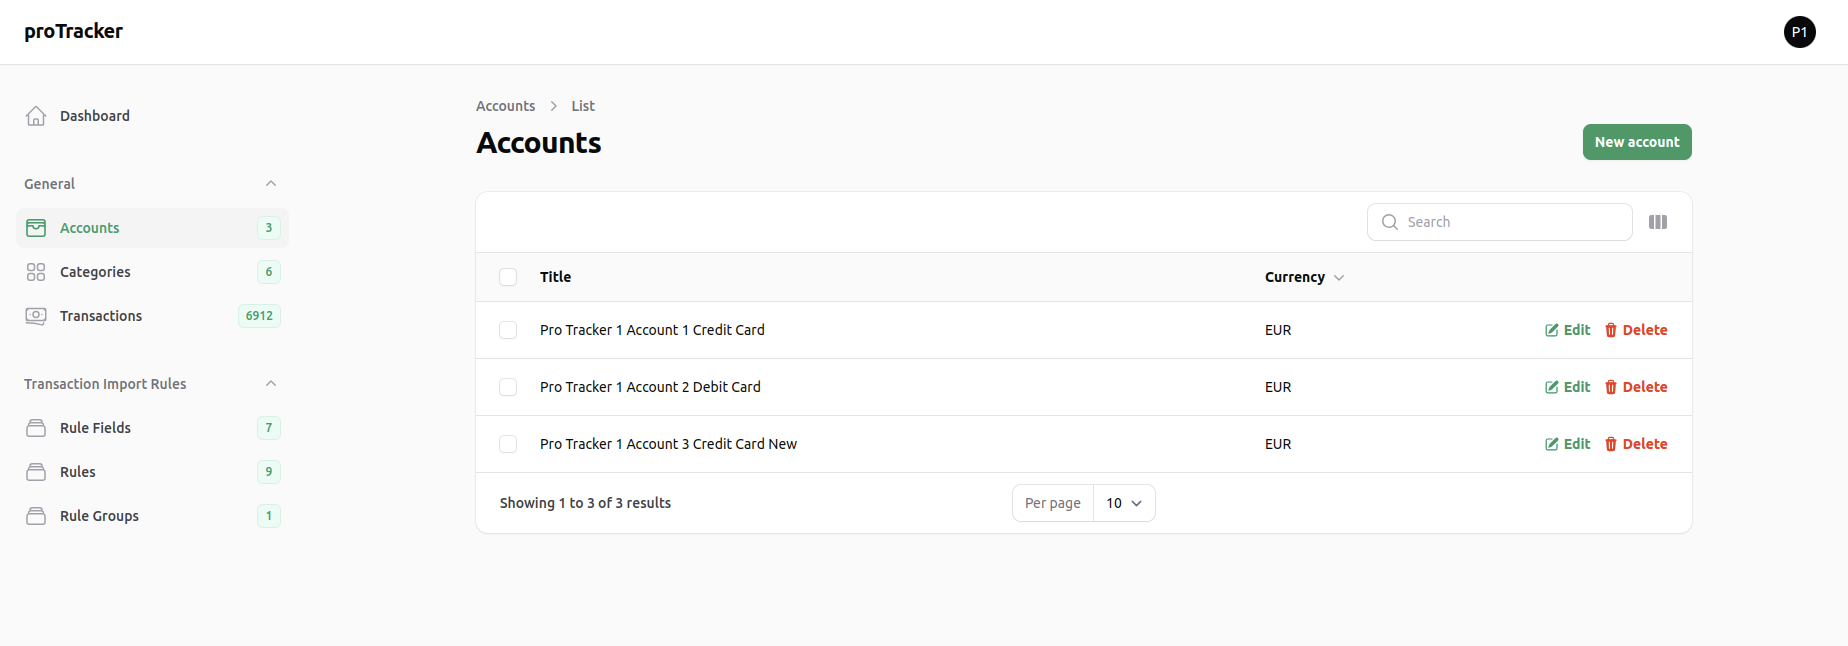 proTracker
P1
Dashboard
General
Accounts 3
Categories 6
Transactions 6912
Transaction Import Rules
Rule Fields 7
Rules 9
Rule Groups 1
Accounts List
Accounts
New account
Search
Title Currency
Pro Tracker 1 Account 1 Credit Card EUR Edit Delete
Pro Tracker 1 Account 2 Debit Card EUR Edit Delete
Pro Tracker 1 Account 3 Credit Card New EUR Edit Delete
Showing 1 to 3 of 3 results Per page 10